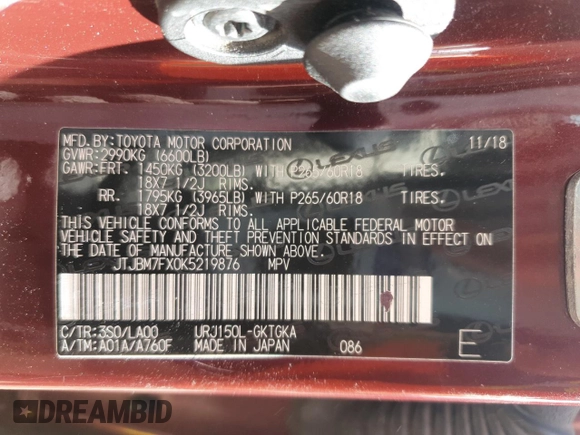 MFD.BY:TOYOTA MOTOR CORPORATION 11/18
GVWR:2990KG (6600LB)
GAWR:FRT. 1450KG (3200LB) WITH P265/60R18 TIRES.
18X7 1/2J RIMS.
RR. 1795KG (3965LB) WITH P265/60R18 TIRES.
18X7 1/2J RIMS.
THIS VEHICLE CONFORMS TO ALL APPLICABLE FEDERAL MOTOR
VEHICLE SAFETY AND THEFT PREVENTION STANDARDS IN EFFECT ON
THE DATE OF MANUFACTURE SHOWN ABOVE.
JTJBM7FX0K5219876 MPV
C/TR:3S0/LA00 URJ150L-GKTGKA
A/TM:A01A/A760F MADE IN JAPAN 086 E
LEXUS
DREAMBID